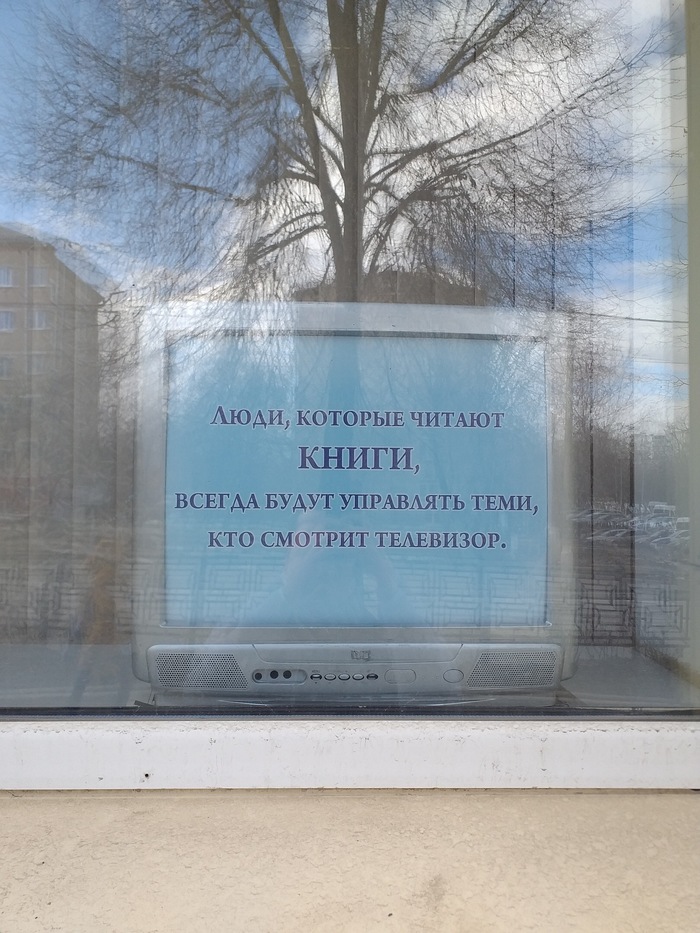 Люди, которые читают
КНИГИ,
всегда будут управлять теми,
кто смотрит телевизор.